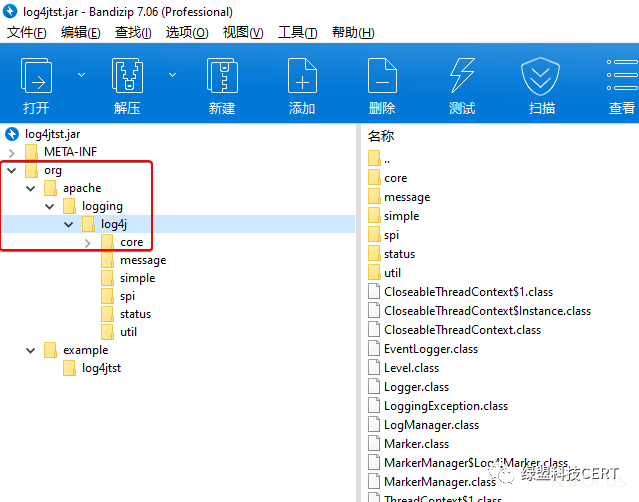 log4jtst.jar - Bandizip 7.06 (Professional)
文件(F) 编辑(E) 查找(I) 选项(O) 视图(V) 工具(T) 帮助(H)
打开 解压 新建 添加 删除 测试 扫描 查看
log4jtst.jar
META-INF
org
apache
logging
log4j
core
message
simple
spi
status
util
example
log4jtst
名称
..
core
message
simple
spi
status
util
CloseableThreadContext$1.class
CloseableThreadContext$Instance.class
CloseableThreadContext.class
EventLogger.class
Level.class
Logger.class
LoggingException.class
LogManager.class
Marker.class
MarkerManager$Log4jMarker.class
MarkerManager.class
ThreadContext$1.class
绿盟科技CERT